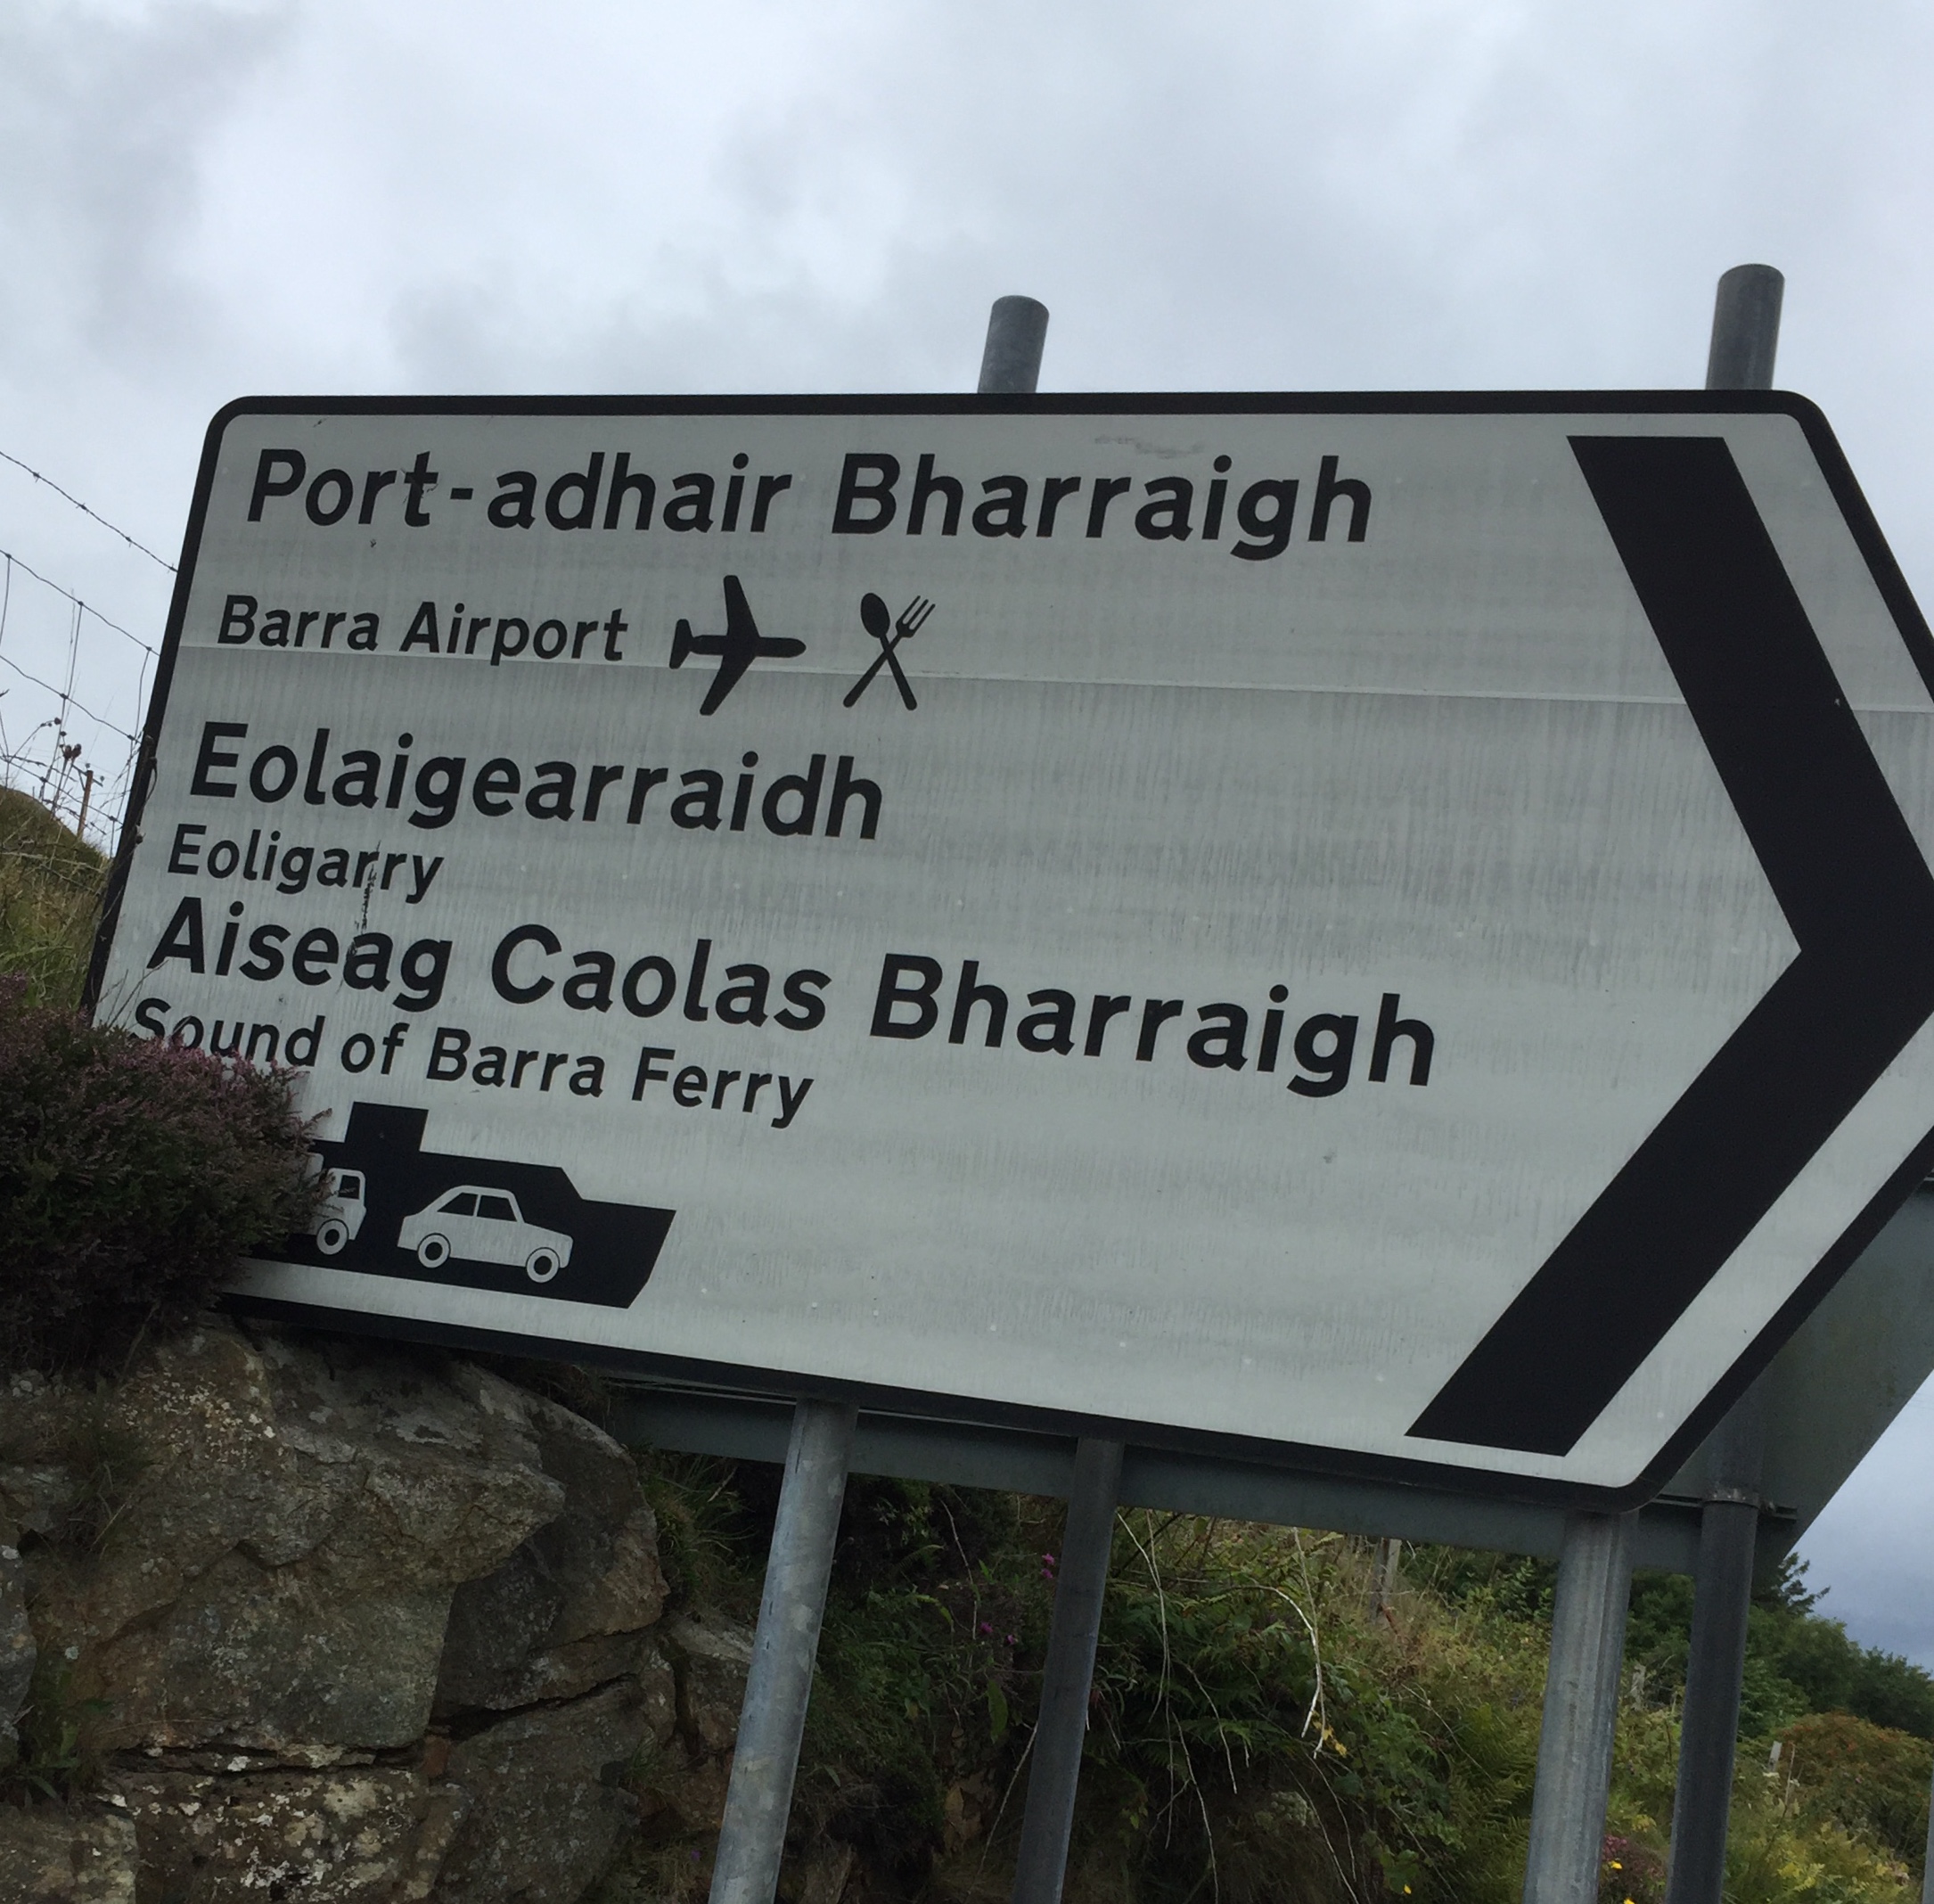 Port-adhair Bharraigh
Barra Airport
Eolaigearraidh
Eoligarry
Aiseag Caolas Bharraigh
Sound of Barra Ferry